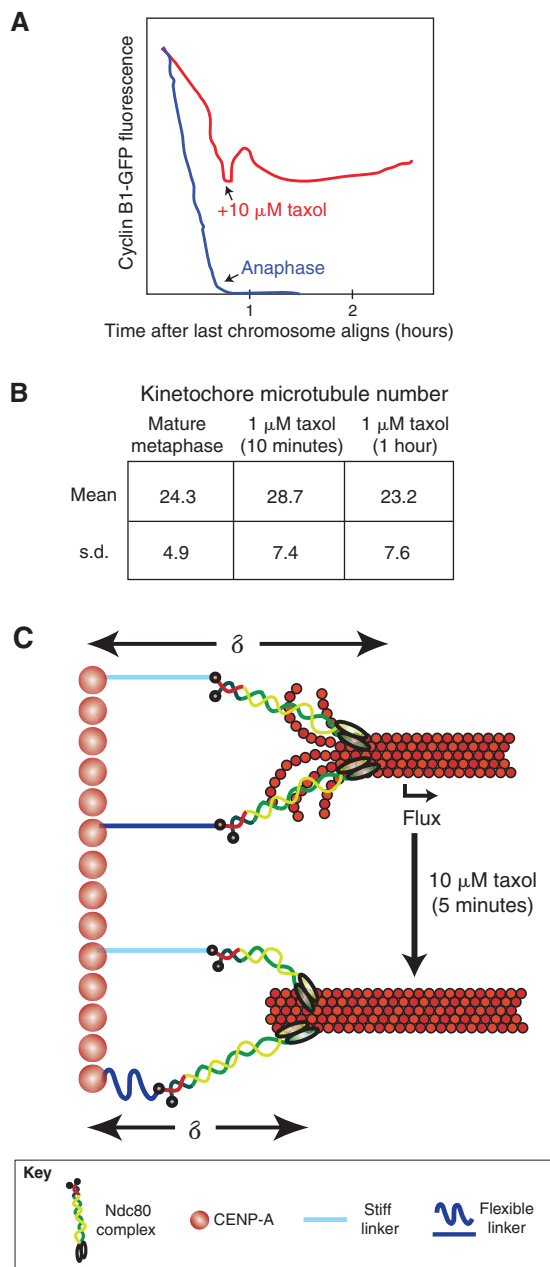 A
Cyclin B1-GFP fluorescence
+10 μM taxol
Anaphase
1
2
Time after last chromosome aligns (hours)
B
Kinetochore microtubule number
Mature
metaphase
1 μM taxol
(10 minutes)
1 μM taxol
(1 hour)
Mean
24.3
28.7
23.2
s.d.
4.9
7.4
7.6
C
δ
Flux
10 μM taxol
(5 minutes)
δ
Key
Ndc80
complex
CENP-A
Stiff
linker
Flexible
linker